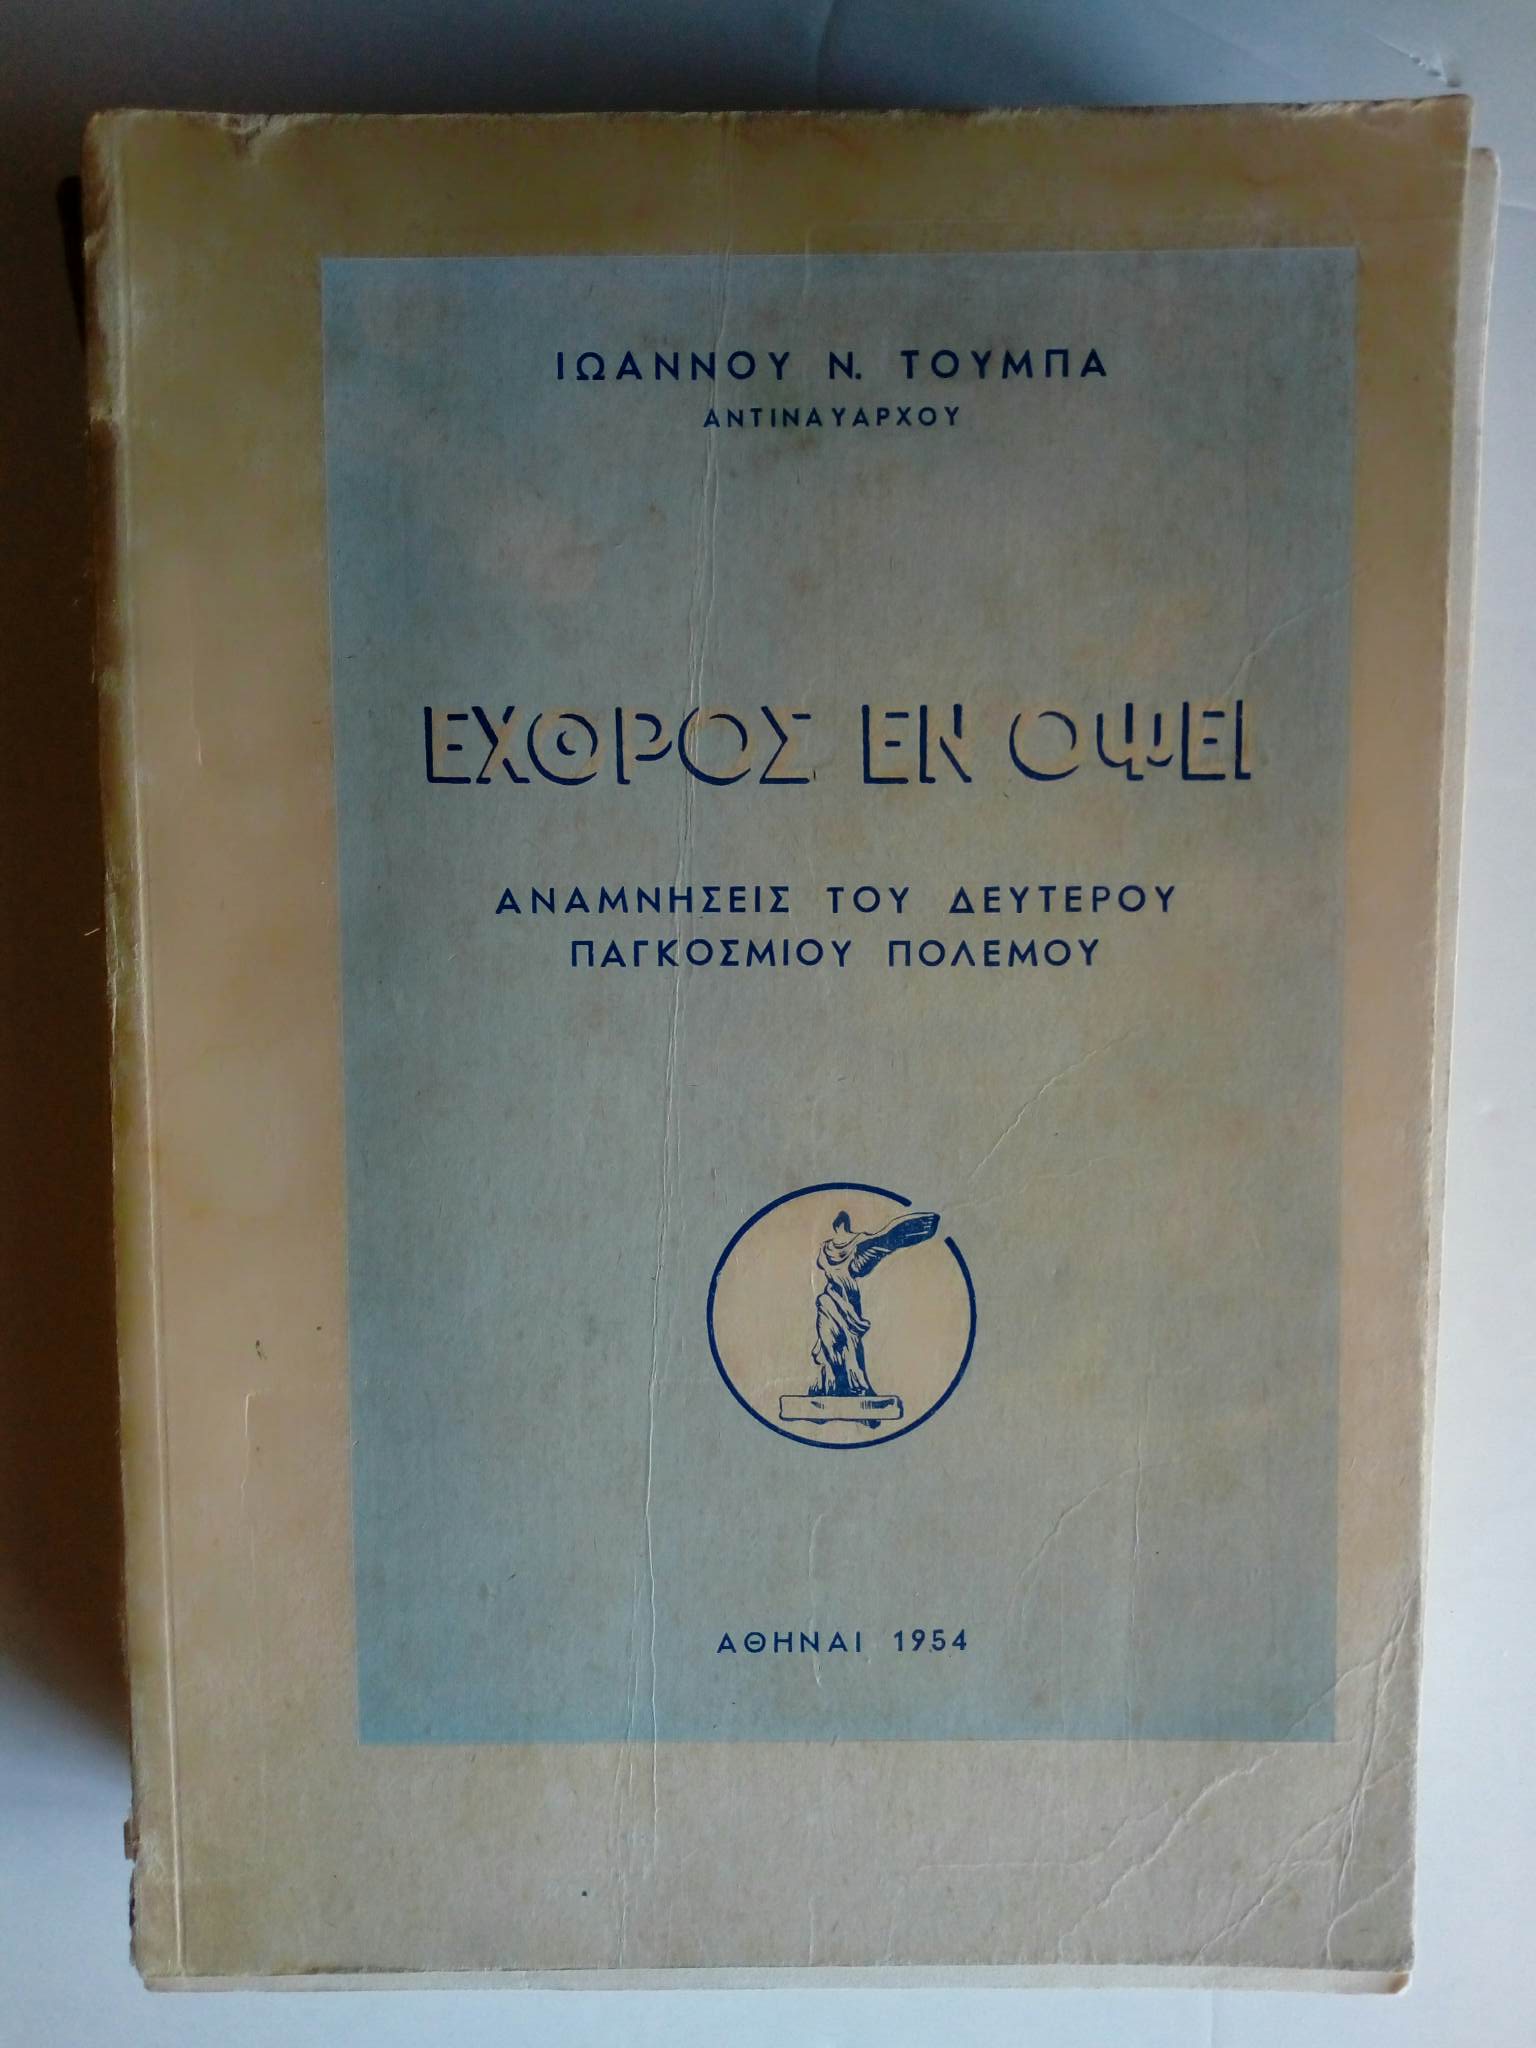 ΙΩΑΝΝΟΥ Ν. ΤΟΥΜΠΑ
ΑΝΤΙΝΑΥΑΡΧΟΥ
ΕΧΘΡΟΣ ΕΝ ΟΨΕΙ
ΑΝΑΜΝΗΣΕΙΣ ΤΟΥ ΔΕΥΤΕΡΟΥ
ΠΑΓΚΟΣΜΙΟΥ ΠΟΛΕΜΟΥ
ΑΘΗΝΑΙ 1954